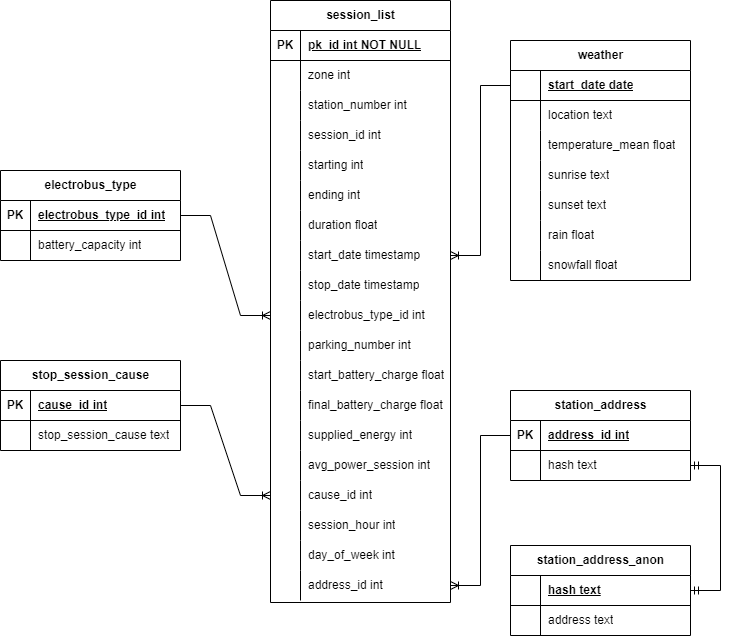 session_list
PK pk_id int NOT NULL
zone int
station_number int
session_id int
starting int
ending int
duration float
start_date timestamp
stop_date timestamp
electrobus_type_id int
parking_number int
start_battery_charge float
final_battery_charge float
supplied_energy int
avg_power_session int
cause_id int
session_hour int
day_of_week int
address_id int
weather
start_date date
location text
temperature_mean float
sunrise text
sunset text
rain float
snowfall float
electrobus_type
PK electrobus_type_id int
battery_capacity int
stop_session_cause
PK cause_id int
stop_session_cause text
station_address
PK address_id int
hash text
station_address_anon
hash text
address text